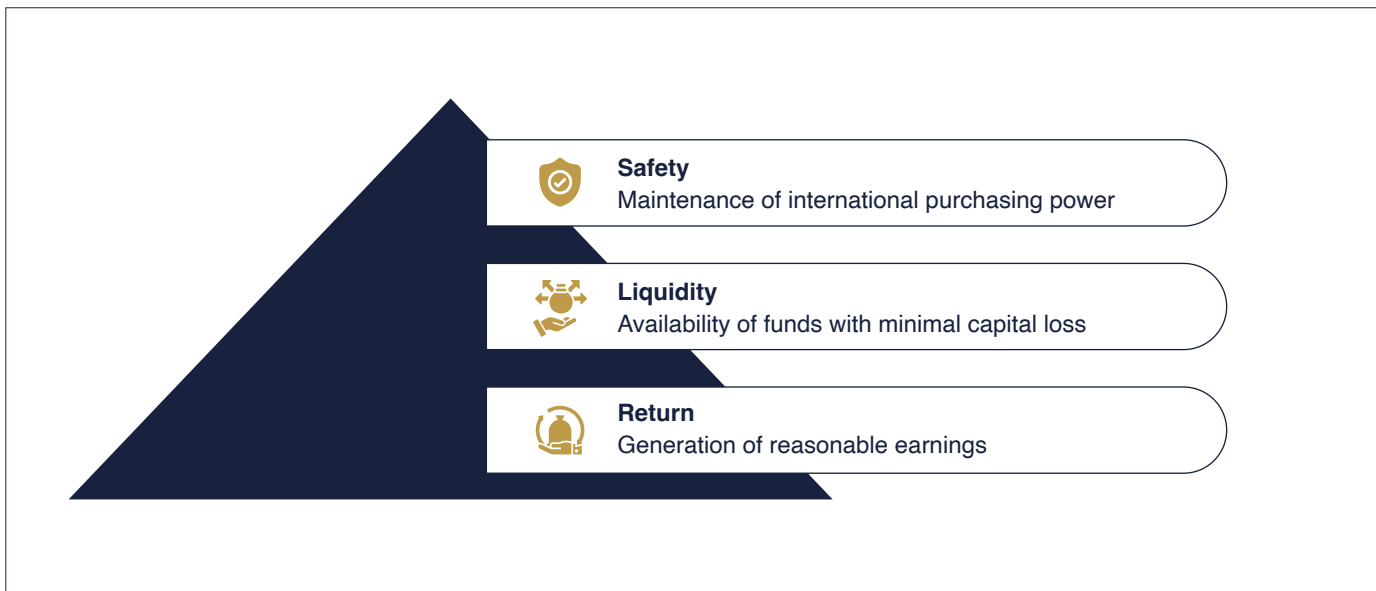 Safety
Maintenance of international purchasing power
Liquidity
Availability of funds with minimal capital loss
Return
Generation of reasonable earnings